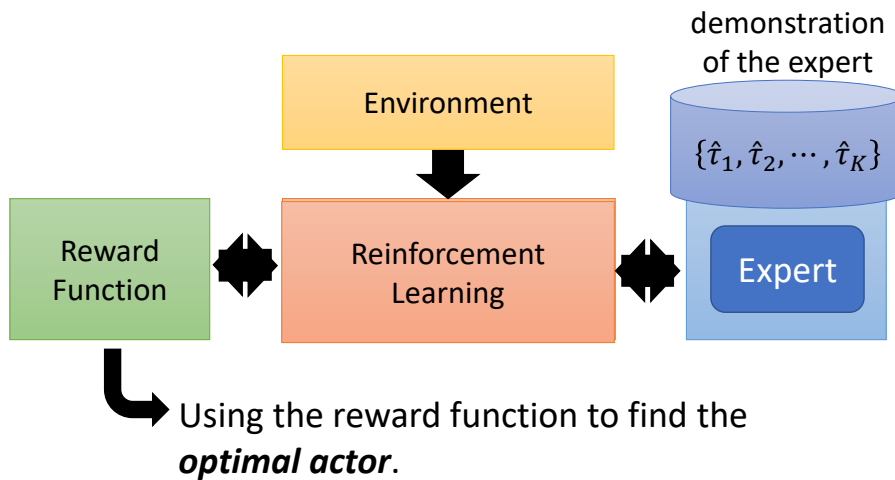 demonstration
of the expert
Environment
{τ̂₁, τ̂₂, ⋯, τ̂_K}
Reward
Function
Reinforcement
Learning
Expert
Using the reward function to find the
optimal actor.